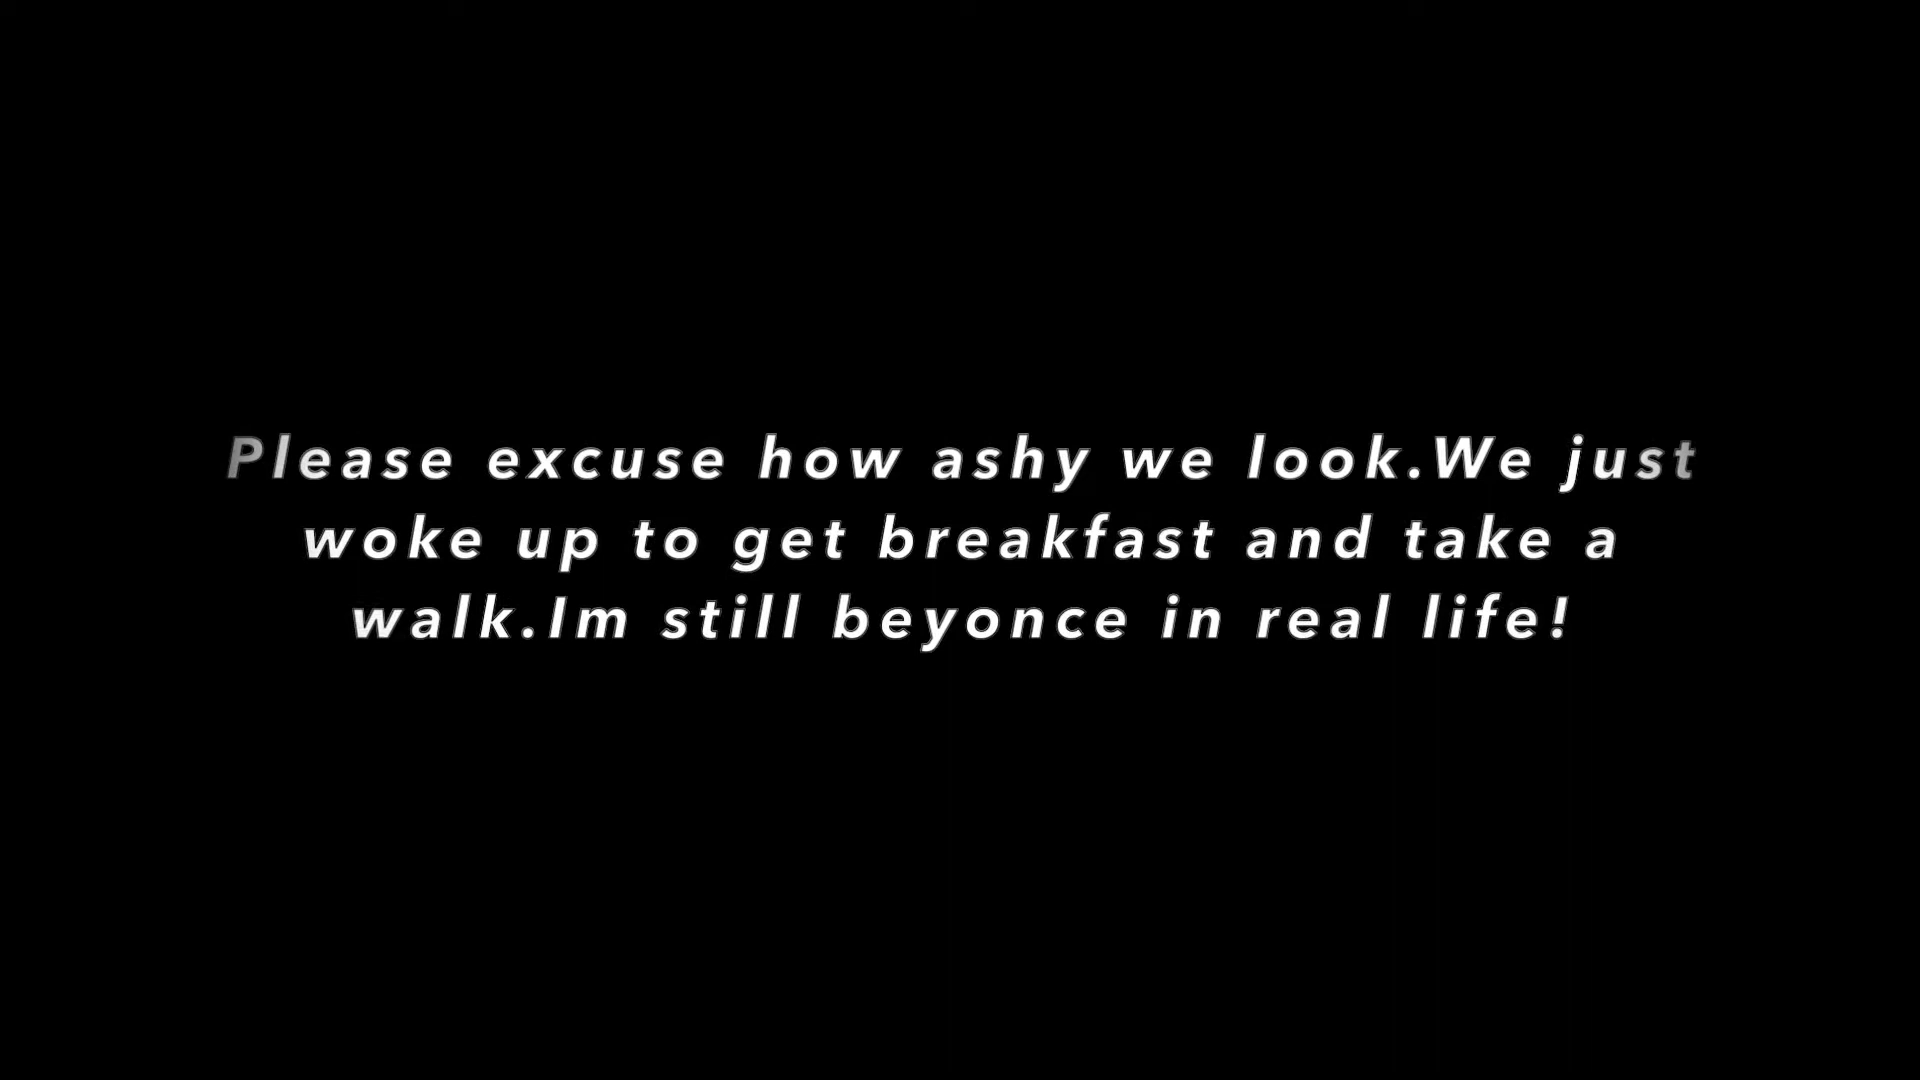 Please excuse how ashy we look.We just
woke up to get breakfast and take a
walk.Im still beyonce in real life!